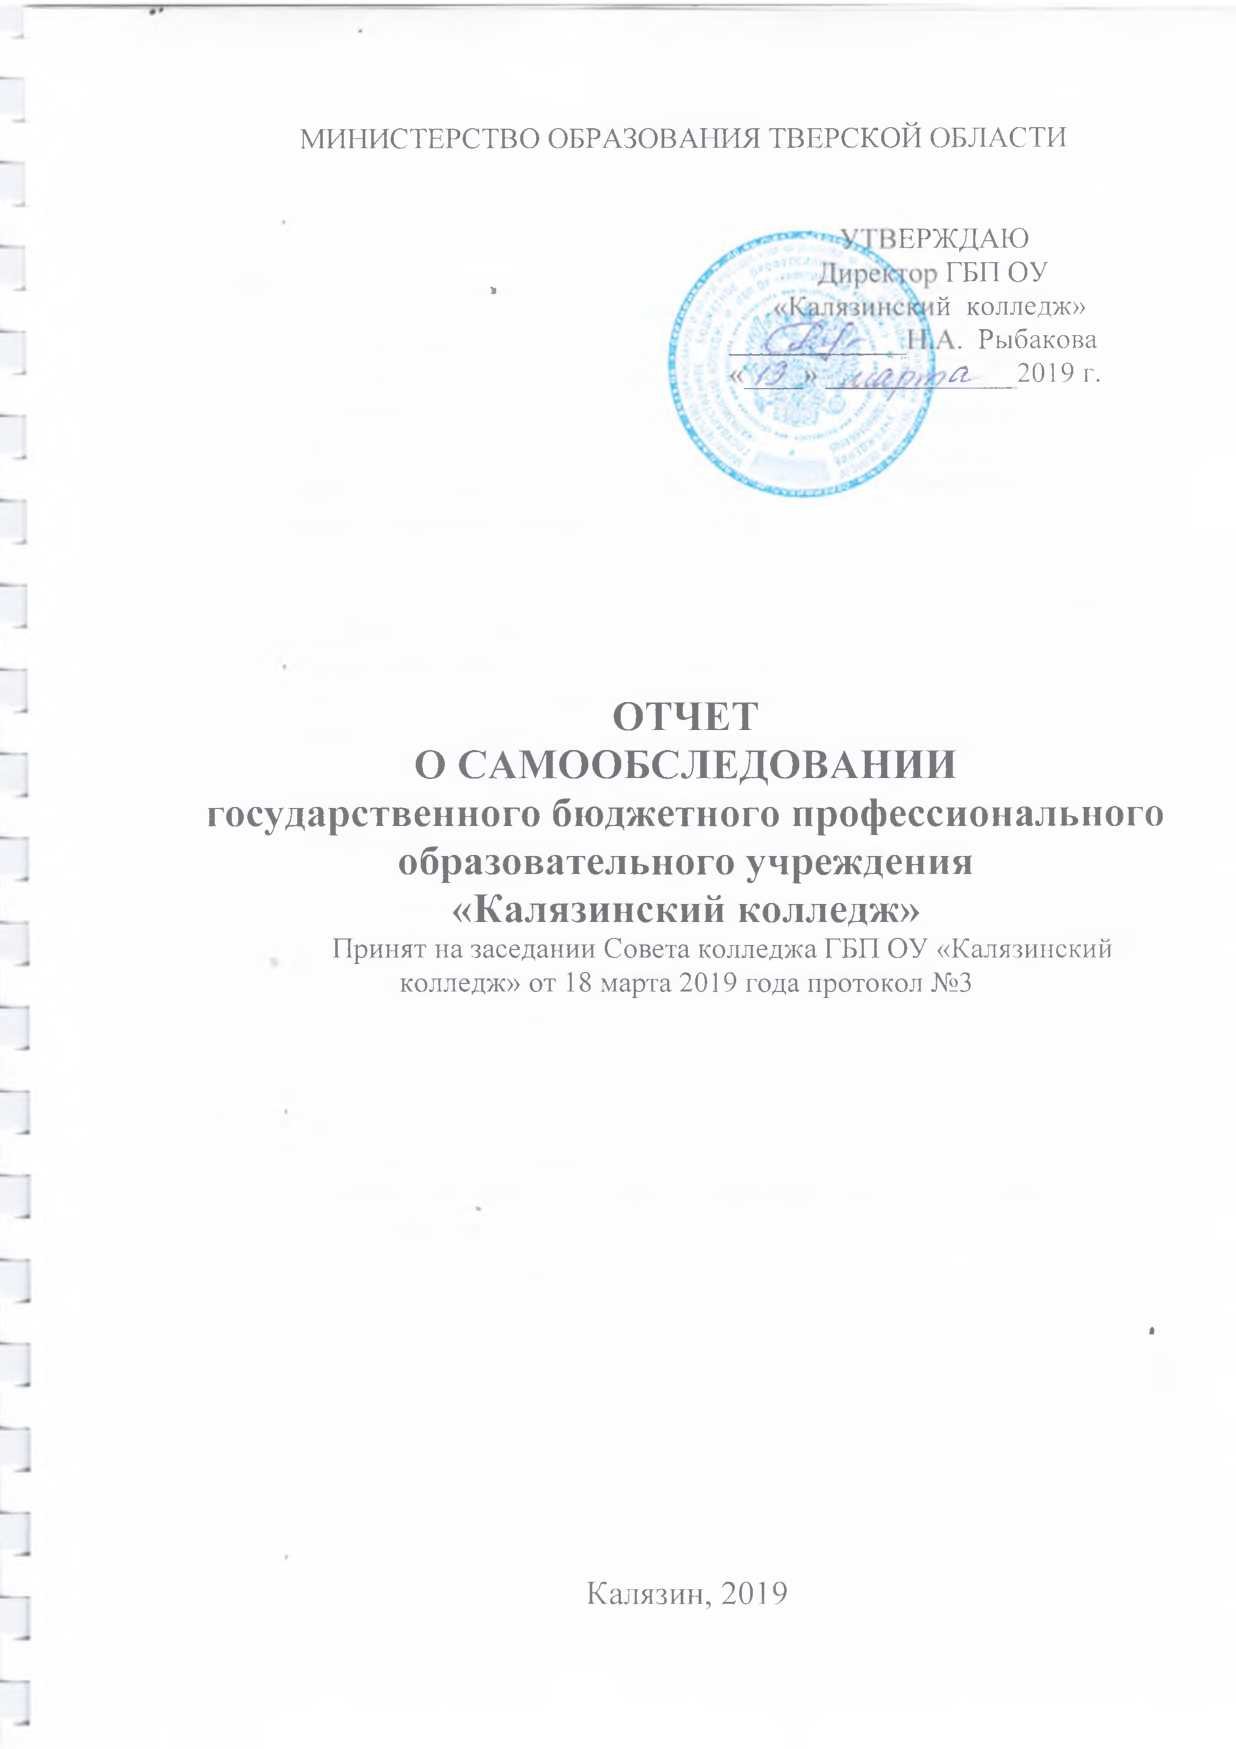 МИНИСТЕРСТВО ОБРАЗОВАНИЯ ТВЕРСКОЙ ОБЛАСТИ
УТВЕРЖДАЮ
Директор ГБП ОУ
«Калязинский колледж»
Н.А. Рыбакова
«19» марта 2019 г.
ОТЧЕТ
О САМООБСЛЕДОВАНИИ
государственного бюджетного профессионального
образовательного учреждения
«Калязинский колледж»
Принят на заседании Совета колледжа ГБП ОУ «Калязинский
колледж» от 18 марта 2019 года протокол №3
Калязин, 2019